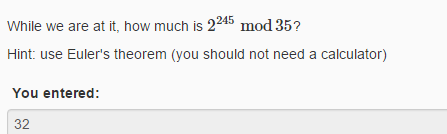 While we are at it, how much is 2^245 mod 35?
Hint: use Euler's theorem (you should not need a calculator)
You entered:
32